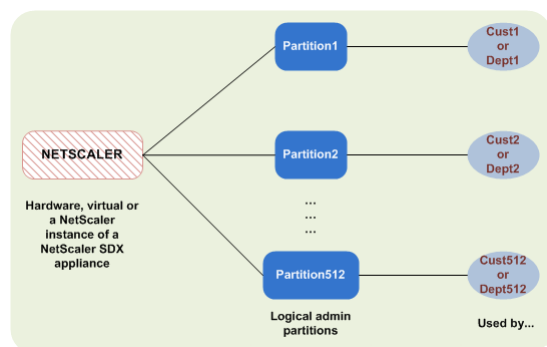 Partition1
Cust1
or
Dept1
NETSCALER
Partition2
Cust2
or
Dept2
Hardware, virtual or
a NetScaler
instance of a
NetScaler SDX
appliance
...
...
...
Partition512
Cust512
or
Dept512
Logical admin
partitions
Used by...